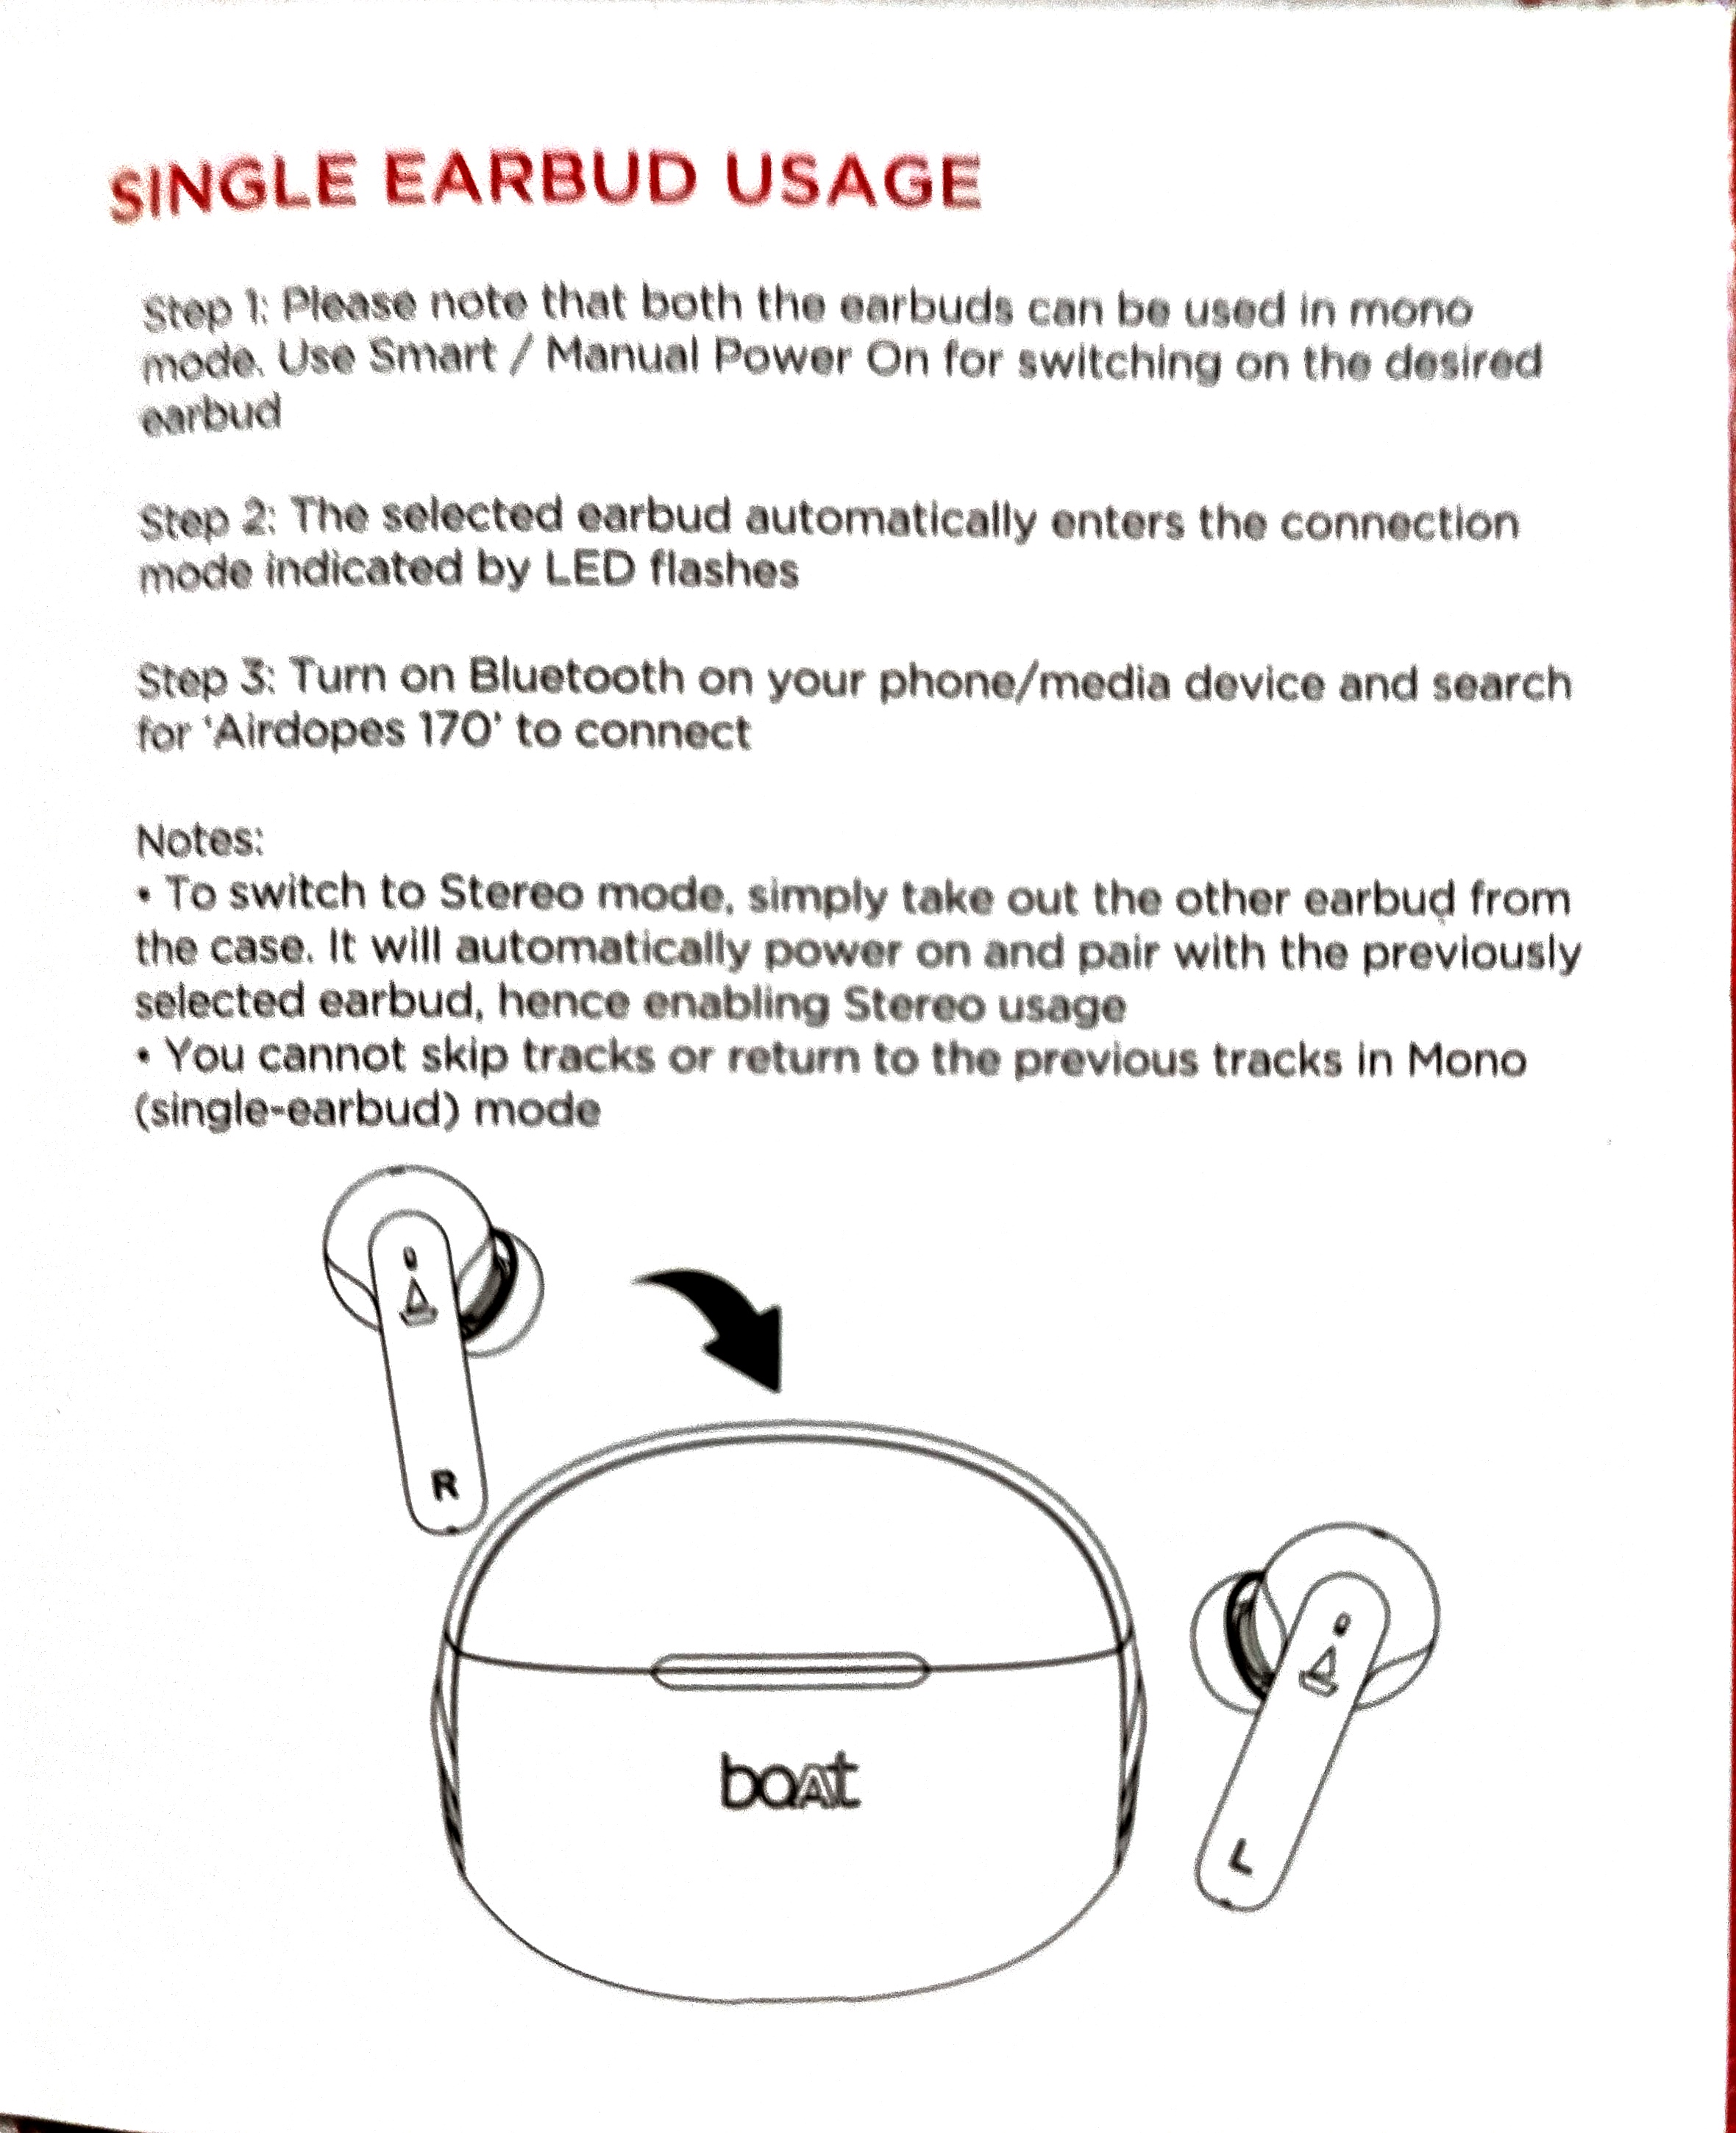 SINGLE EARBUD USAGE
Step 1: Please note that both the earbuds can be used in mono
mode. Use Smart / Manual Power On for switching on the desired
earbud
Step 2: The selected earbud automatically enters the connection
mode indicated by LED flashes
Step 3: Turn on Bluetooth on your phone/media device and search
for ‘Airdopes 170’ to connect
Notes:
• To switch to Stereo mode, simply take out the other earbud from
the case. It will automatically power on and pair with the previously
selected earbud, hence enabling Stereo usage
• You cannot skip tracks or return to the previous tracks in Mono
(single-earbud) mode
R
boAt
L